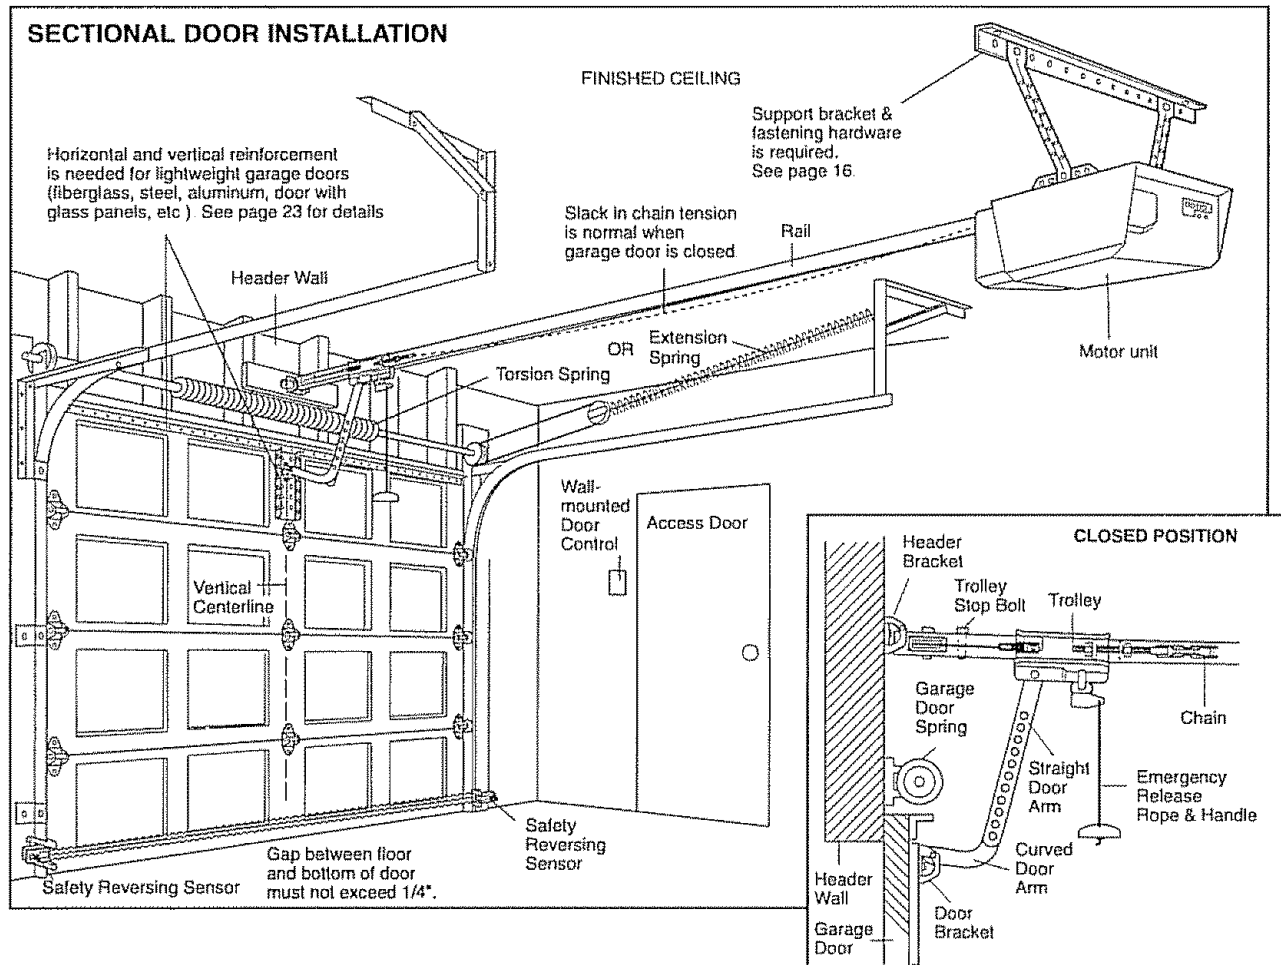 SECTIONAL DOOR INSTALLATION
FINISHED CEILING
Support bracket &
fastening hardware
is required.
See page 16.
Horizontal and vertical reinforcement
is needed for lightweight garage doors
(fiberglass, steel, aluminum, door with
glass panels, etc ). See page 23 for details
Slack in chain tension
is normal when
garage door is closed.
Rail
Header Wall
Motor unit
OR
Extension
Spring
Torsion Spring
Wall-
mounted
Door
Control
Access Door
Vertical
Centerline
Safety
Reversing
Sensor
Gap between floor
and bottom of door
must not exceed 1/4".
Safety Reversing Sensor
CLOSED POSITION
Header
Bracket
Trolley
Stop Bolt
Trolley
Garage
Door
Spring
Chain
Straight
Door
Arm
Emergency
Release
Rope & Handle
Curved
Door
Arm
Header
Wall
Door
Bracket
Garage
Door